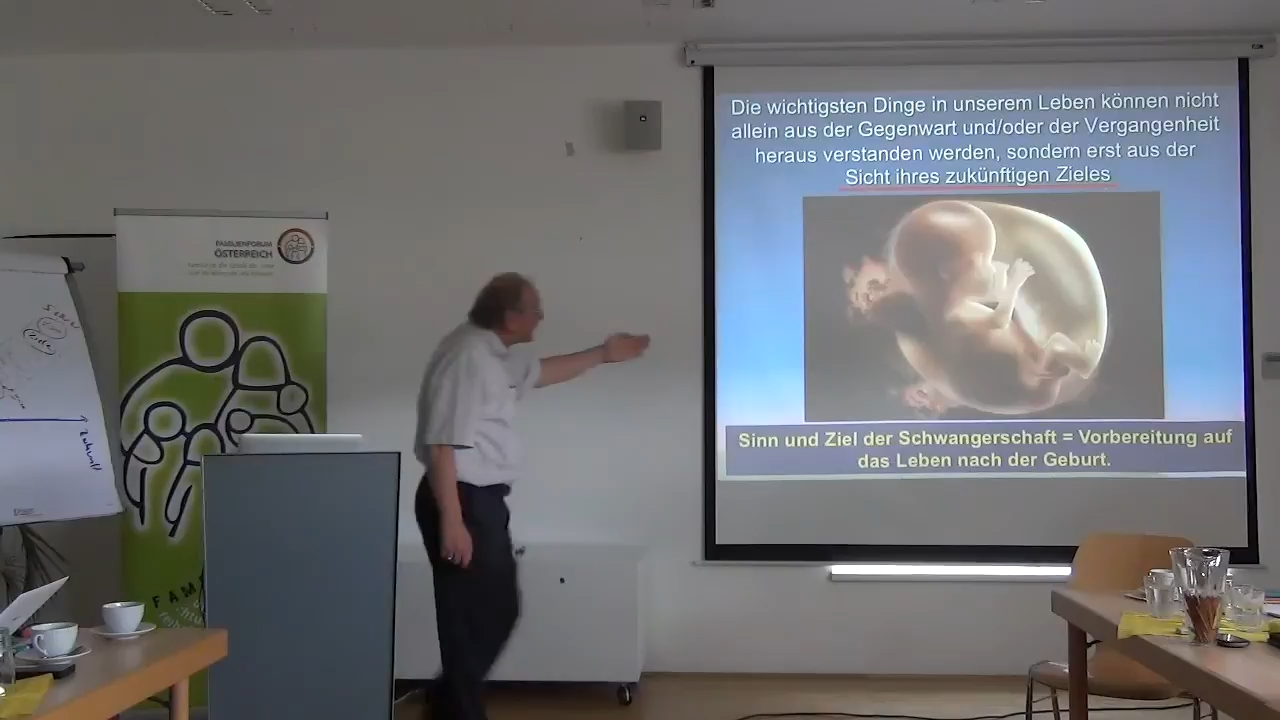 Die wichtigsten Dinge in unserem Leben können nicht
allein aus der Gegenwart und/oder der Vergangenheit
heraus verstanden werden, sondern erst aus der
Sicht ihres zukünftigen Zieles
Sinn und Ziel der Schwangerschaft = Vorbereitung auf
das Leben nach der Geburt.
FAMILIENFORUM
ÖSTERREICH
FAM
Zukunft